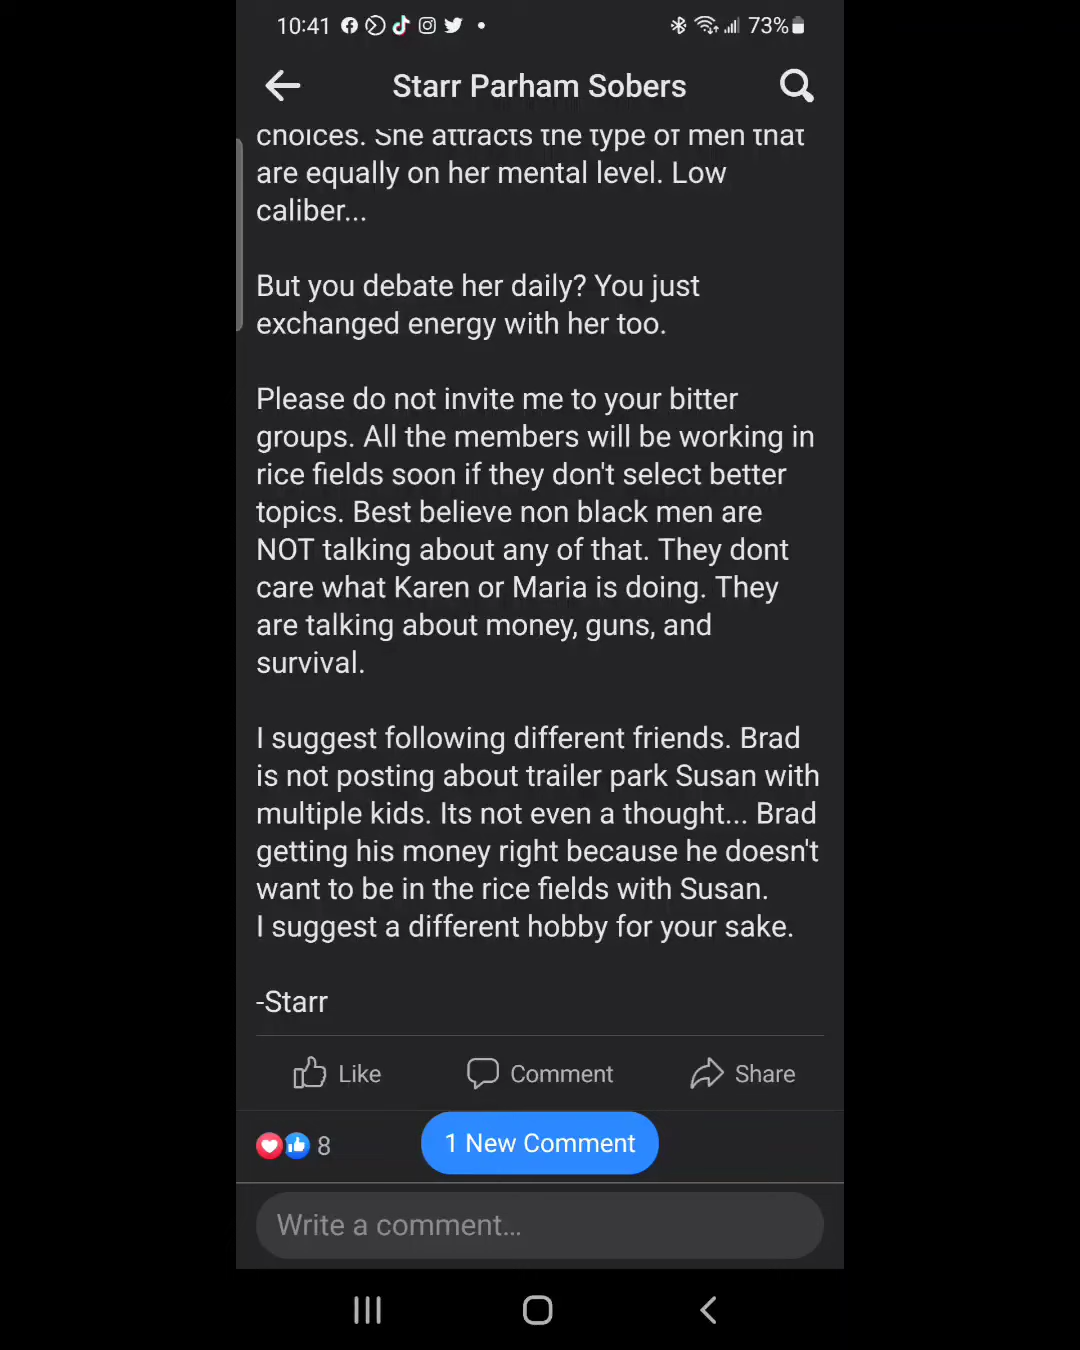 10:41
73%
Starr Parham Sobers
choices. She attracts the type of men that
are equally on her mental level. Low
caliber...
But you debate her daily? You just
exchanged energy with her too.
Please do not invite me to your bitter
groups. All the members will be working in
rice fields soon if they don't select better
topics. Best believe non black men are
NOT talking about any of that. They dont
care what Karen or Maria is doing. They
are talking about money, guns, and
survival.
I suggest following different friends. Brad
is not posting about trailer park Susan with
multiple kids. Its not even a thought... Brad
getting his money right because he doesn't
want to be in the rice fields with Susan.
I suggest a different hobby for your sake.
-Starr
Like Comment Share
8
1 New Comment
Write a comment...